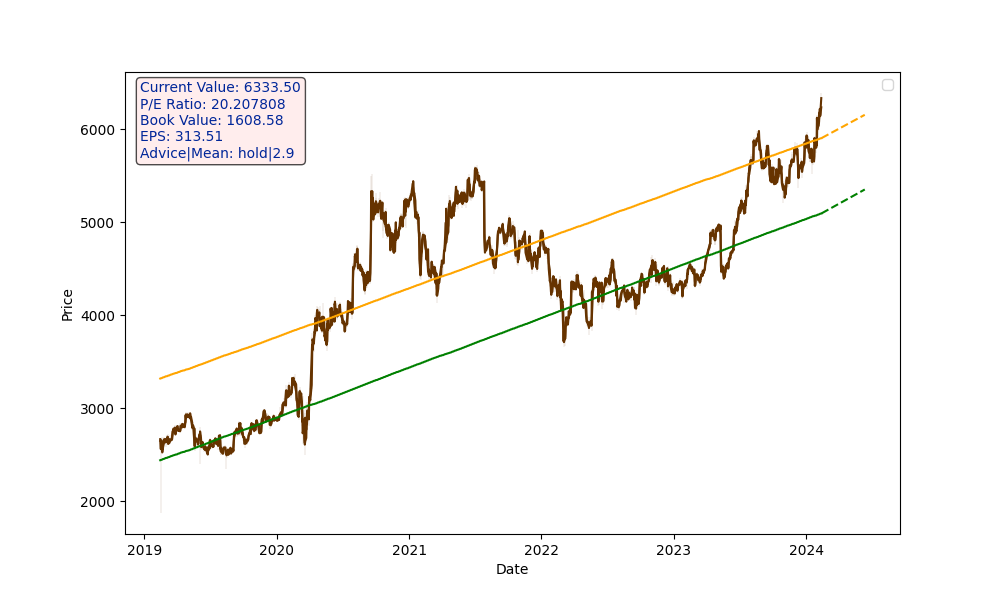 Current Value: 6333.50
P/E Ratio: 20.207808
Book Value: 1608.58
EPS: 313.51
Advice|Mean: hold|2.9
6000
5000
4000
3000
2000
Price
2019 2020 2021 2022 2023 2024
Date